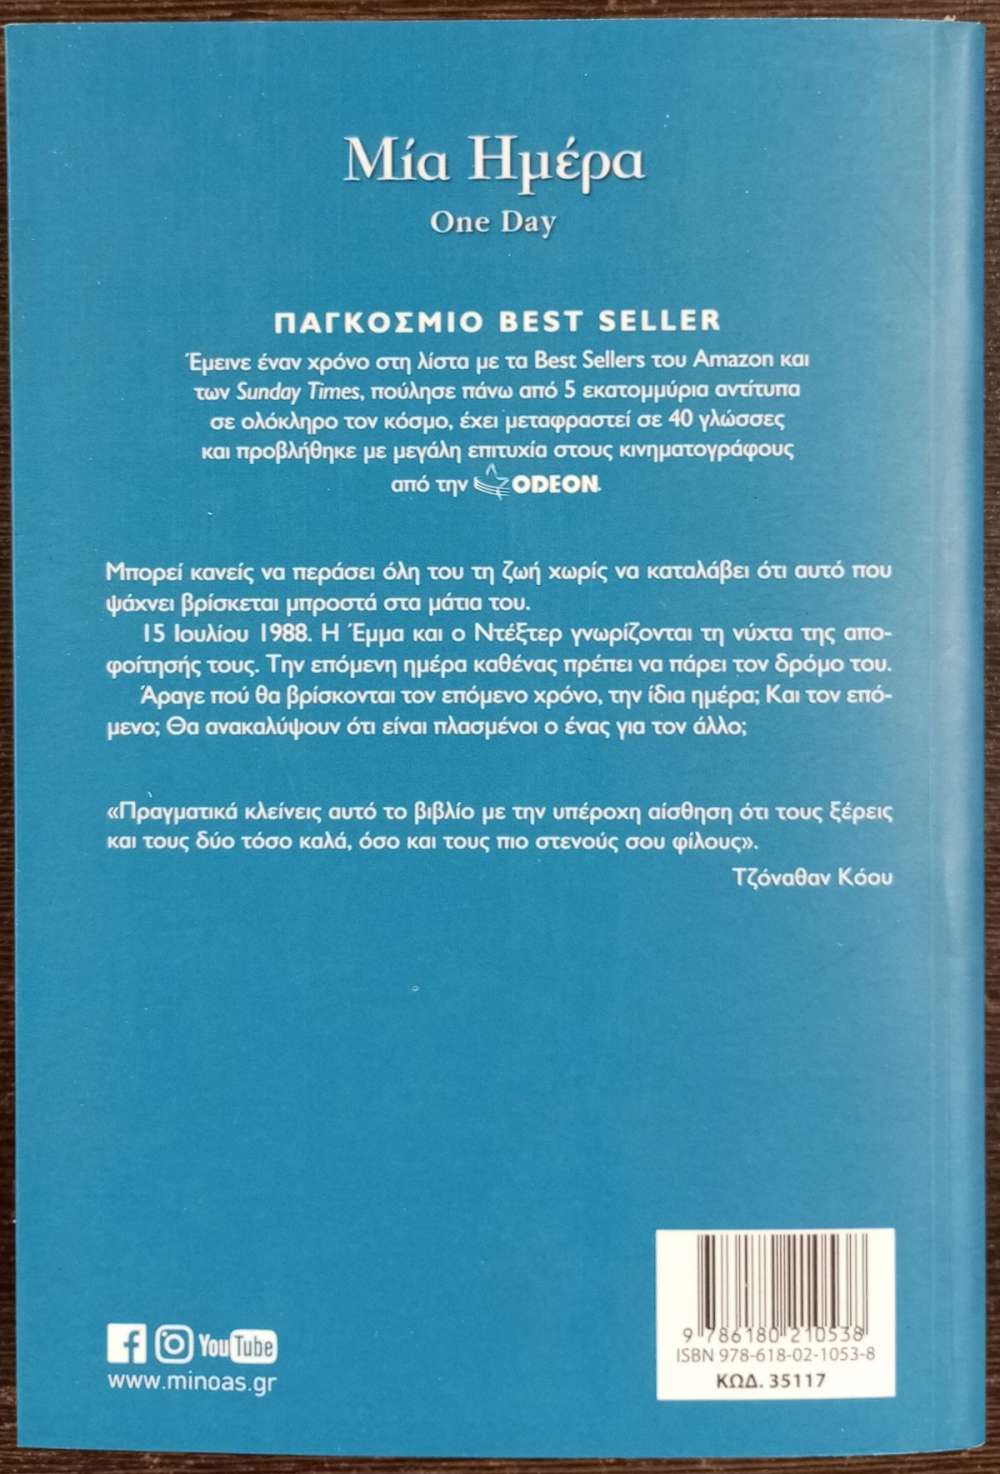 Μία Ημέρα
One Day
ΠΑΓΚΟΣΜΙΟ BEST SELLER
Έμεινε έναν χρόνο στη λίστα με τα Best Sellers του Amazon και
των Sunday Times, πούλησε πάνω από 5 εκατομμύρια αντίτυπα
σε ολόκληρο τον κόσμο, έχει μεταφραστεί σε 40 γλώσσες
και προβλήθηκε με μεγάλη επιτυχία στους κινηματογράφους
από την ODEON.
Μπορεί κανείς να περάσει όλη του τη ζωή χωρίς να καταλάβει ότι αυτό που
ψάχνει βρίσκεται μπροστά στα μάτια του.
15 Ιουλίου 1988. Η Έμμα και ο Ντέξτερ γνωρίζονται τη νύχτα της απο-
φοίτησής τους. Την επόμενη ημέρα καθένας πρέπει να πάρει τον δρόμο του.
Άραγε πού θα βρίσκονται τον επόμενο χρόνο, την ίδια ημέρα; Και τον επό-
μενο; Θα ανακαλύψουν ότι είναι πλασμένοι ο ένας για τον άλλο;
«Πραγματικά κλείνεις αυτό το βιβλίο με την υπέροχη αίσθηση ότι τους ξέρεις
και τους δύο τόσο καλά, όσο και τους πιο στενούς σου φίλους».
Τζόναθαν Κόου
f YouTube
www.minoas.gr
9 786180 210538
ISBN 978-618-02-1053-8
ΚΩΔ. 35117